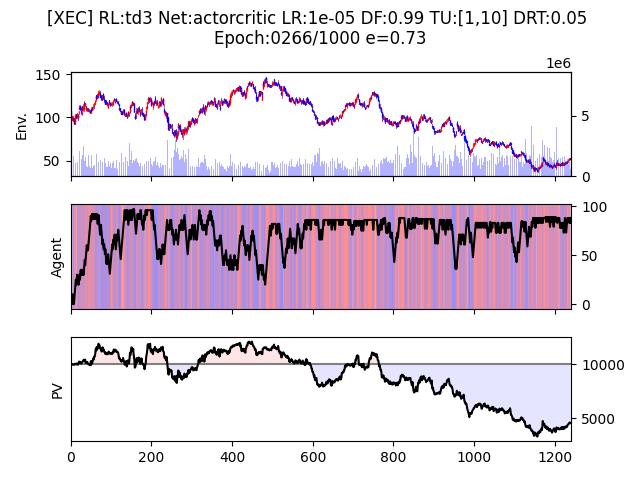 [XEC] RL:td3 Net:actorcritic LR:1e-05 DF:0.99 TU:[1,10] DRT:0.05
Epoch:0266/1000 e=0.73
1e6
150
100
50
Env.
5
0
Agent
100
50
0
PV
10000
5000
0 200 400 600 800 1000 1200